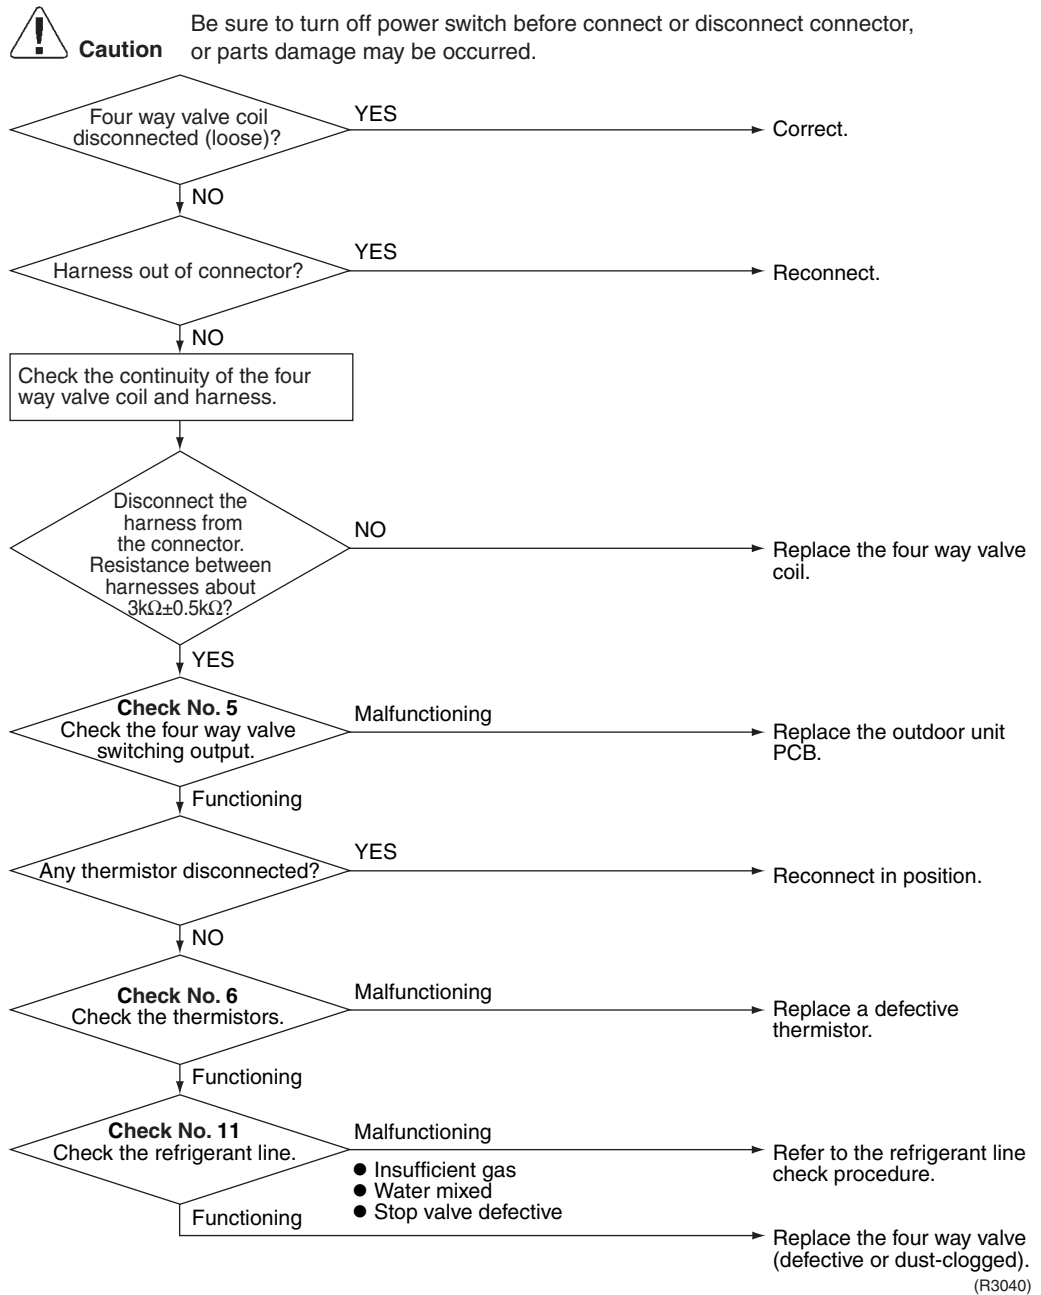 Caution
Be sure to turn off power switch before connect or disconnect connector,
or parts damage may be occurred.
Four way valve coil
disconnected (loose)?
YES
Correct.
NO
Harness out of connector?
YES
Reconnect.
NO
Check the continuity of the four
way valve coil and harness.
Disconnect the
harness from
the connector.
Resistance between
harnesses about
3kΩ±0.5kΩ?
NO
Replace the four way valve
coil.
YES
Check No. 5
Check the four way valve
switching output.
Malfunctioning
Replace the outdoor unit
PCB.
Functioning
Any thermistor disconnected?
YES
Reconnect in position.
NO
Check No. 6
Check the thermistors.
Malfunctioning
Replace a defective
thermistor.
Functioning
Check No. 11
Check the refrigerant line.
Malfunctioning
● Insufficient gas
● Water mixed
● Stop valve defective
Refer to the refrigerant line
check procedure.
Functioning
Replace the four way valve
(defective or dust-clogged).
(R3040)